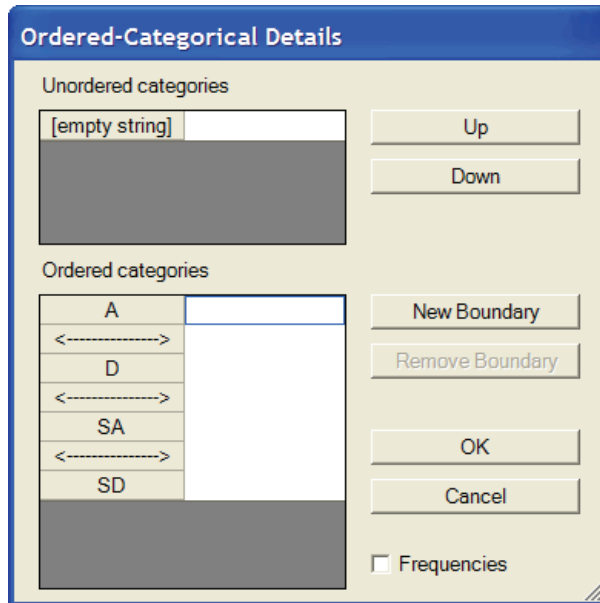 Ordered-Categorical Details
Unordered categories
[empty string]
Up
Down
Ordered categories
A
<--------------->
D
<--------------->
SA
<--------------->
SD
New Boundary
Remove Boundary
OK
Cancel
Frequencies